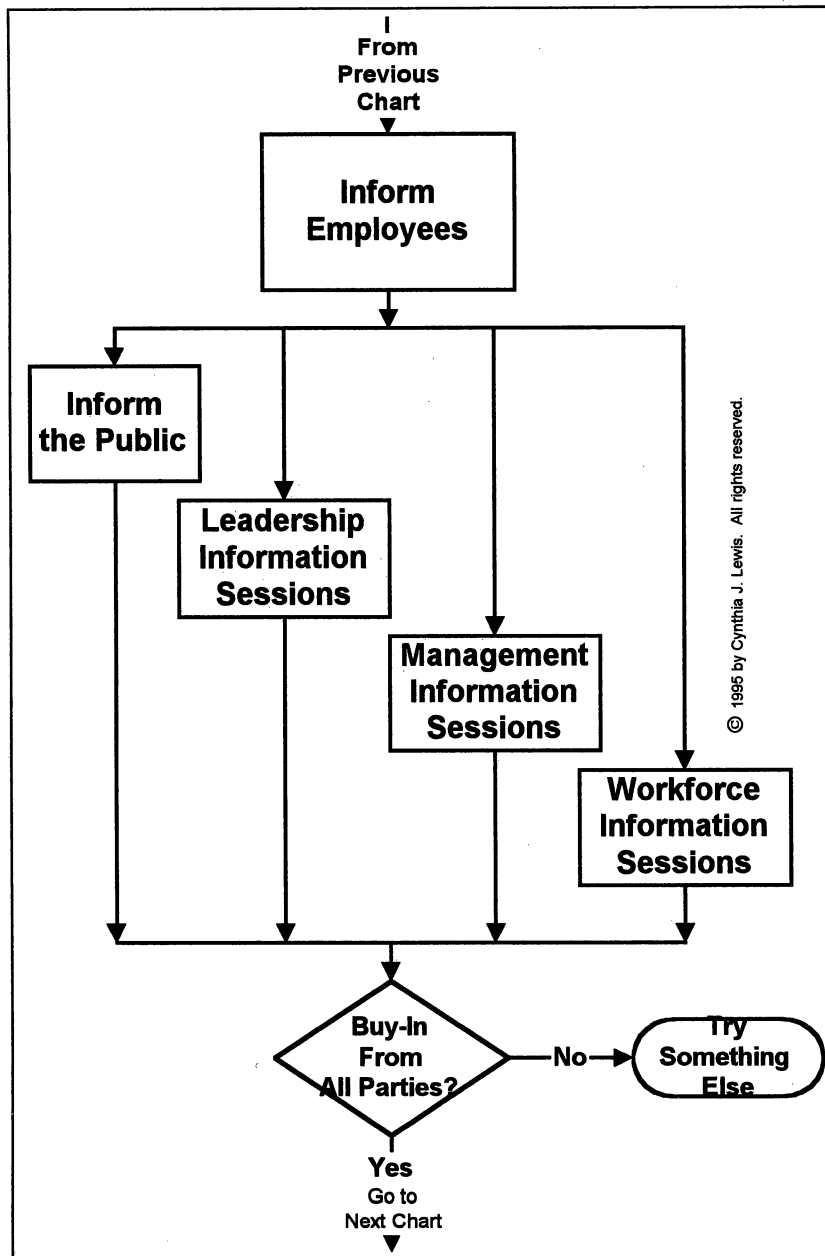 From
Previous
Chart
Inform
Employees
Inform
the Public
Leadership
Information
Sessions
Management
Information
Sessions
Workforce
Information
Sessions
© 1995 by Cynthia J. Lewis. All rights reserved.
Buy-In
From
All Parties?
No
Try
Something
Else
Yes
Go to
Next Chart